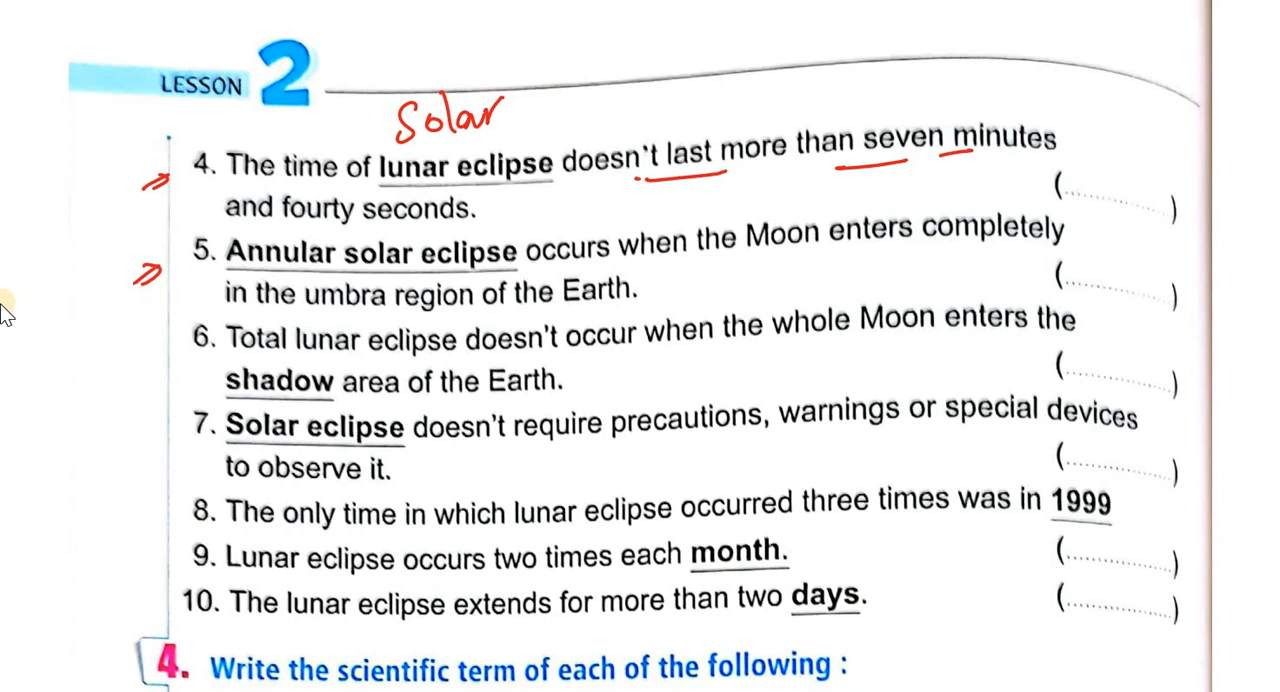 LESSON 2
Solar
4. The time of lunar eclipse doesn't last more than seven minutes
and fourty seconds. (..................)
5. Annular solar eclipse occurs when the Moon enters completely
in the umbra region of the Earth. (..................)
6. Total lunar eclipse doesn't occur when the whole Moon enters the
shadow area of the Earth. (..................)
7. Solar eclipse doesn't require precautions, warnings or special devices
to observe it. (..................)
8. The only time in which lunar eclipse occurred three times was in 1999
9. Lunar eclipse occurs two times each month. (..................)
10. The lunar eclipse extends for more than two days. (..................)
4. Write the scientific term of each of the following :